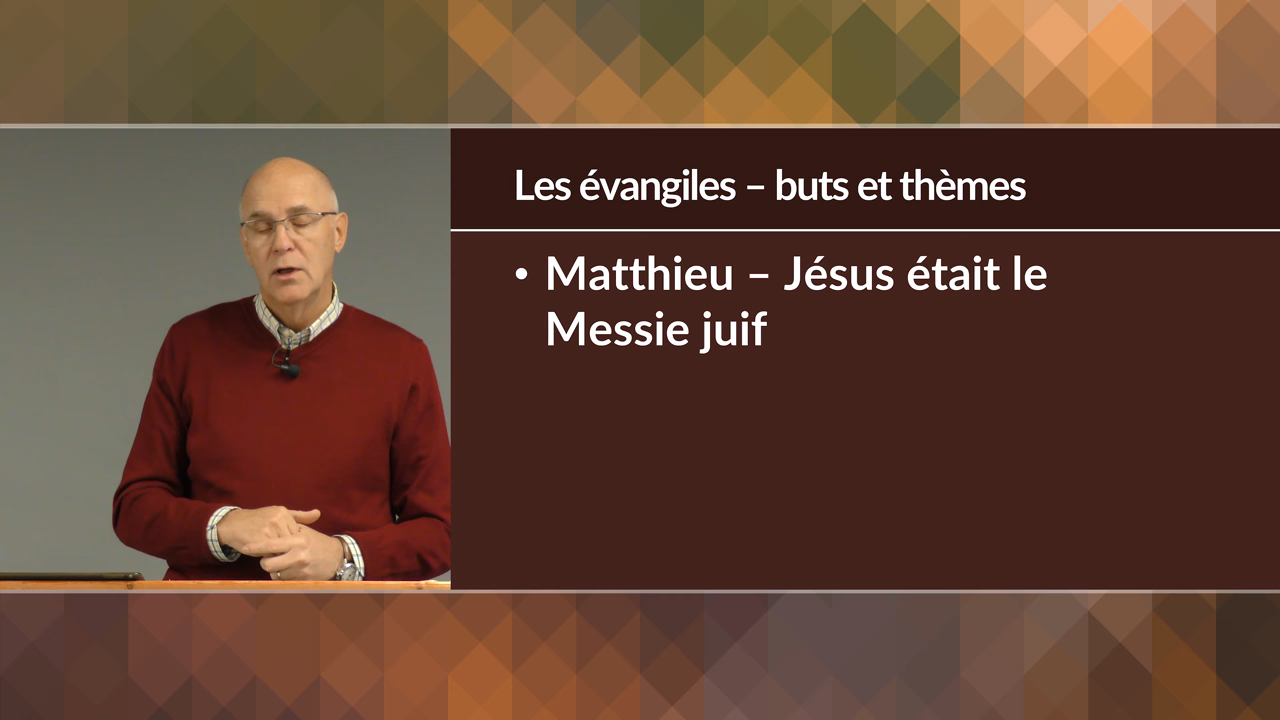 Les évangiles – buts et thèmes
• Matthieu – Jésus était le
Messie juif